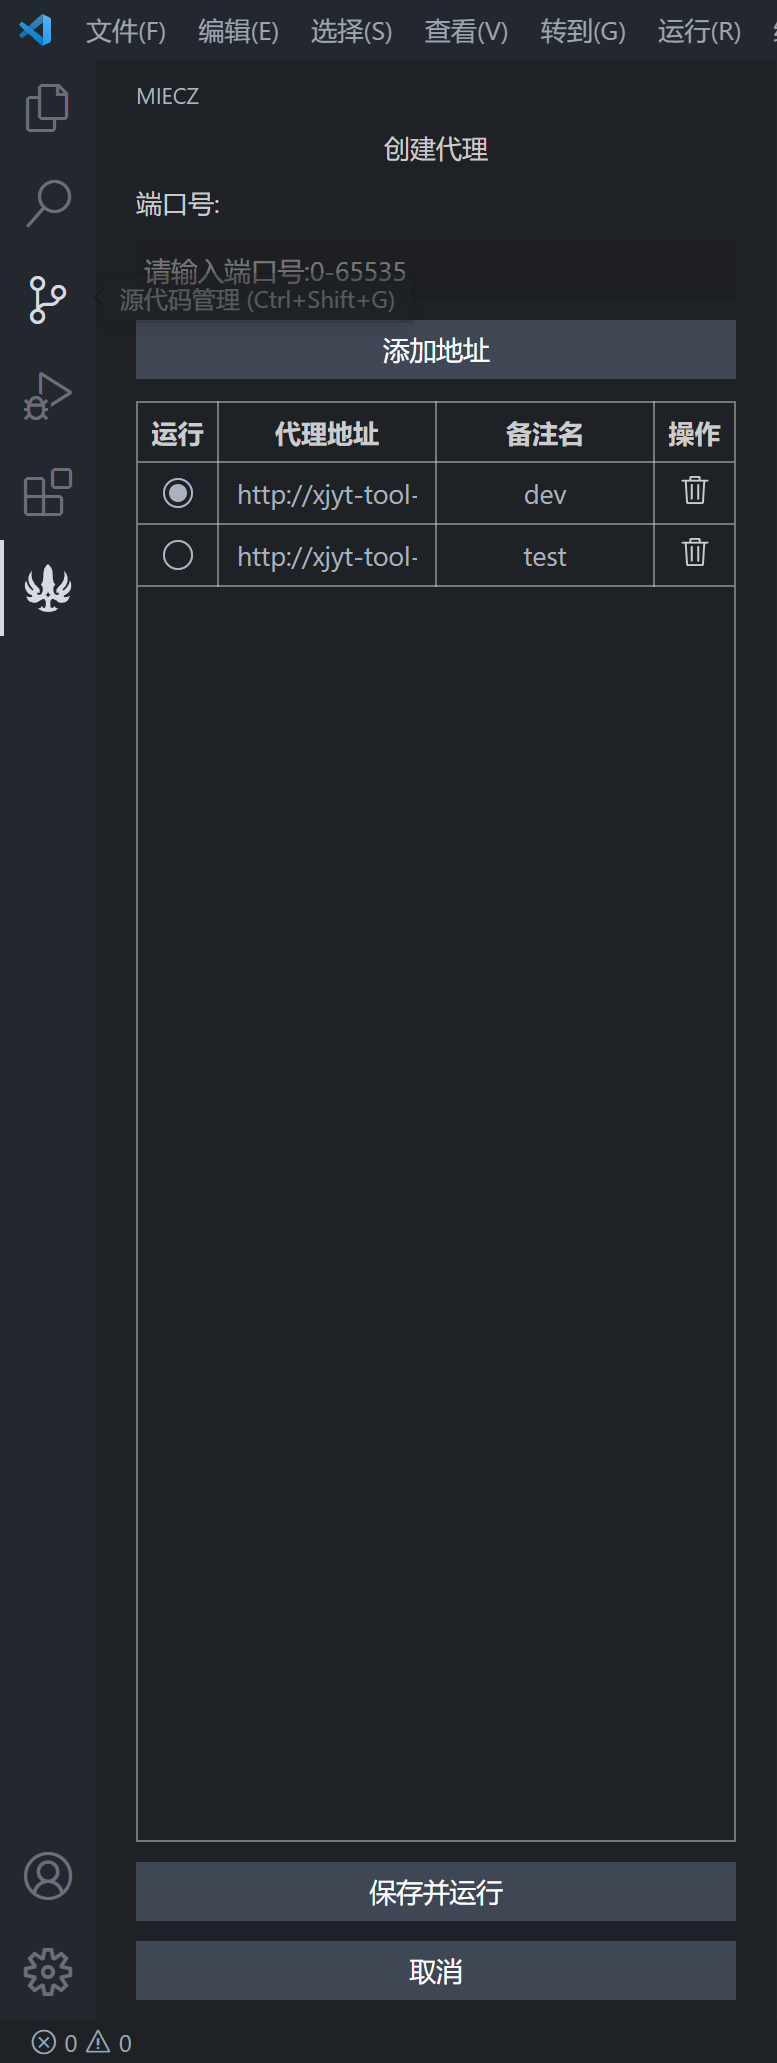 文件(F) 编辑(E) 选择(S) 查看(V) 转到(G) 运行(R)
MIECZ
创建代理
端口号:
请输入端口号:0-65535
源代码管理 (Ctrl+Shift+G)
添加地址
运行 代理地址 备注名 操作
http://xjyt-tool- dev
http://xjyt-tool- test
保存并运行
取消
0 0